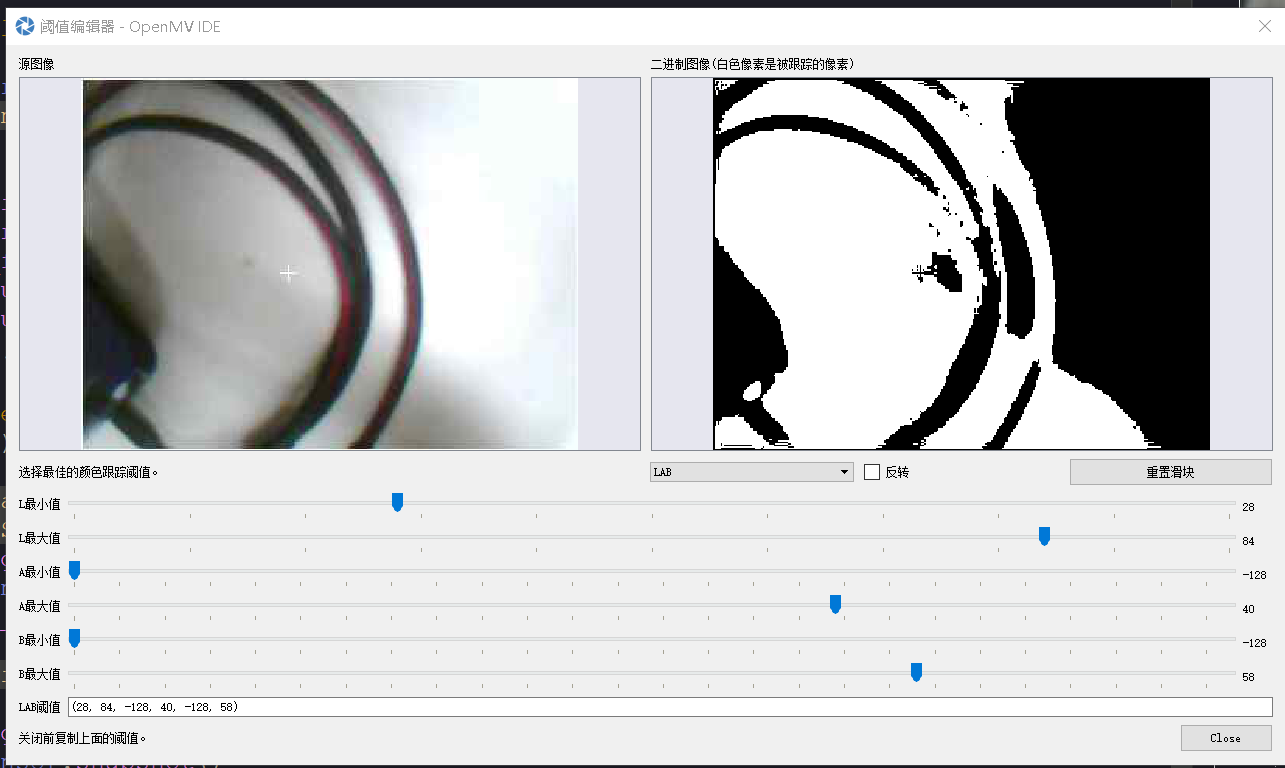 阈值编辑器 - OpenMV IDE
源图像
二进制图像(白色像素是被跟踪的像素)
选择最佳的颜色跟踪阈值。
LAB
反转
重置滑块
L最小值 28
L最大值 84
A最小值 -128
A最大值 40
B最小值 -128
B最大值 58
LAB阈值 (28, 84, -128, 40, -128, 58)
关闭前复制上面的阈值。
Close